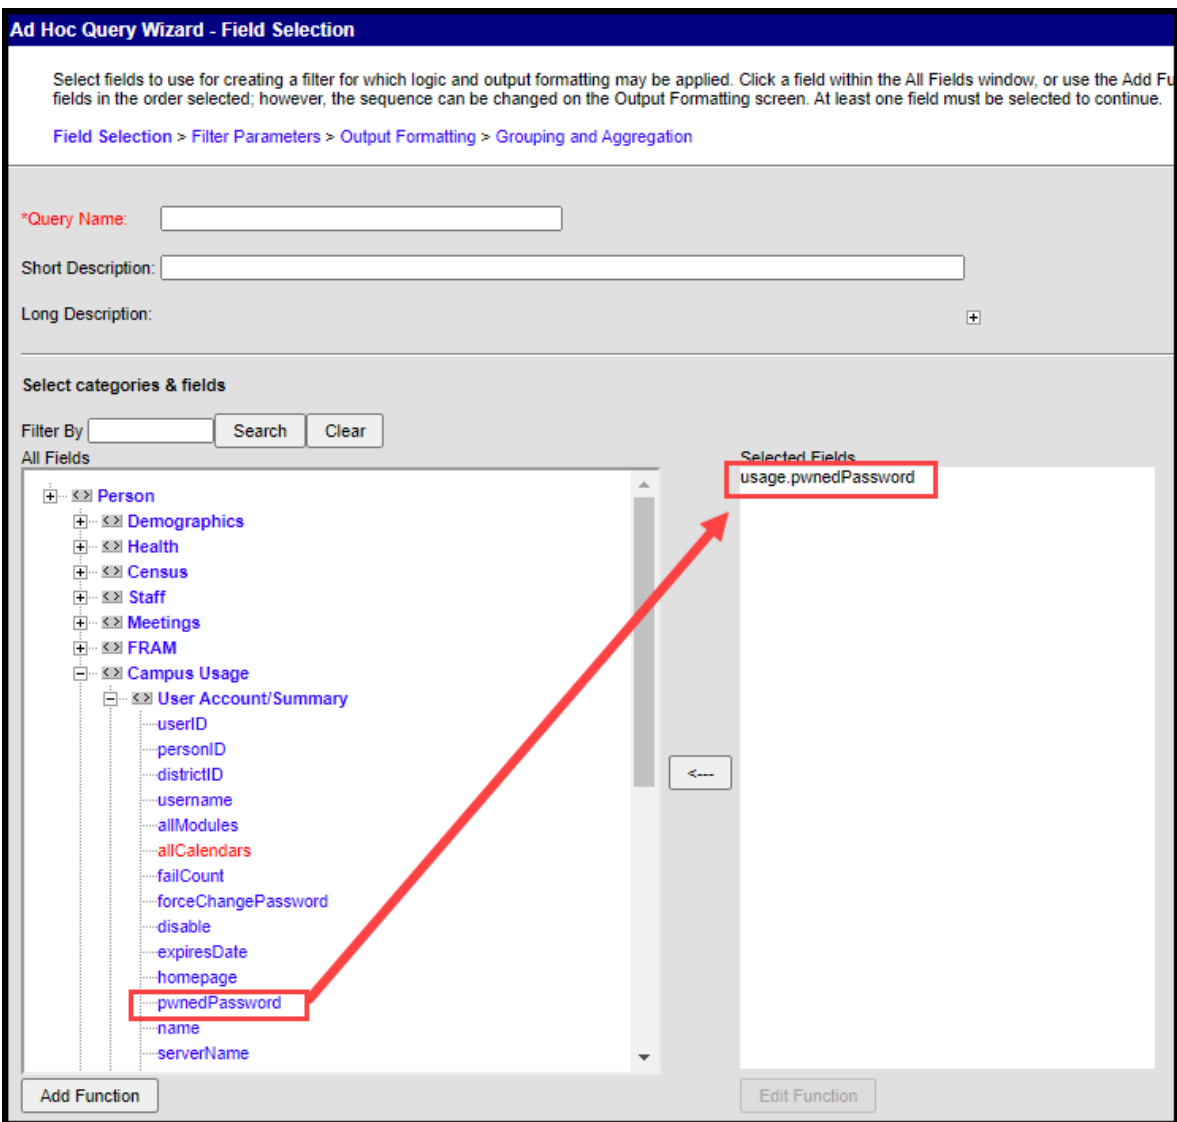 Ad Hoc Query Wizard - Field Selection
Select fields to use for creating a filter for which logic and output formatting may be applied. Click a field within the All Fields window, or use the Add Fu
fields in the order selected; however, the sequence can be changed on the Output Formatting screen. At least one field must be selected to continue.
Field Selection > Filter Parameters > Output Formatting > Grouping and Aggregation
*Query Name:
Short Description:
Long Description:
Select categories & fields
Filter By Search Clear
All Fields
Person
Demographics
Health
Census
Staff
Meetings
FRAM
Campus Usage
User Account/Summary
userID
personID
districtID
username
allModules
allCalendars
failCount
forceChangePassword
disable
expiresDate
homepage
pwnedPassword
name
serverName
Add Function
<---
Selected Fields
usage.pwnedPassword
Edit Function